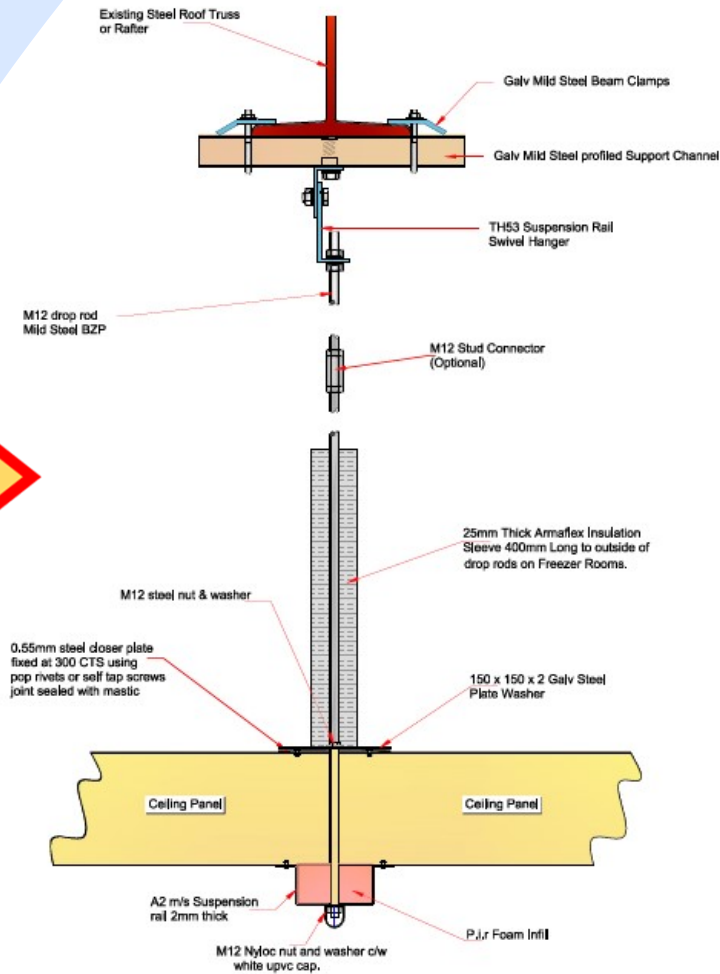 Existing Steel Roof Truss
or Rafter
Galv Mild Steel Beam Clamps
Galv Mild Steel profiled Support Channel
TH53 Suspension Rail
Swivel Hanger
M12 drop rod
Mild Steel BZP
M12 Stud Connector
(Optional)
25mm Thick Armaflex Insulation
Sleeve 400mm Long to outside of
drop rods on Freezer Rooms.
M12 steel nut & washer
0.55mm steel closer plate
fixed at 300 CTS using
pop rivets or self tap screws
joint sealed with mastic
150 x 150 x 2 Galv Steel
Plate Washer
Ceiling Panel
Ceiling Panel
A2 m/s Suspension
rail 2mm thick
P.i.r Foam Infil
M12 Nyloc nut and washer c/w
white upvc cap.